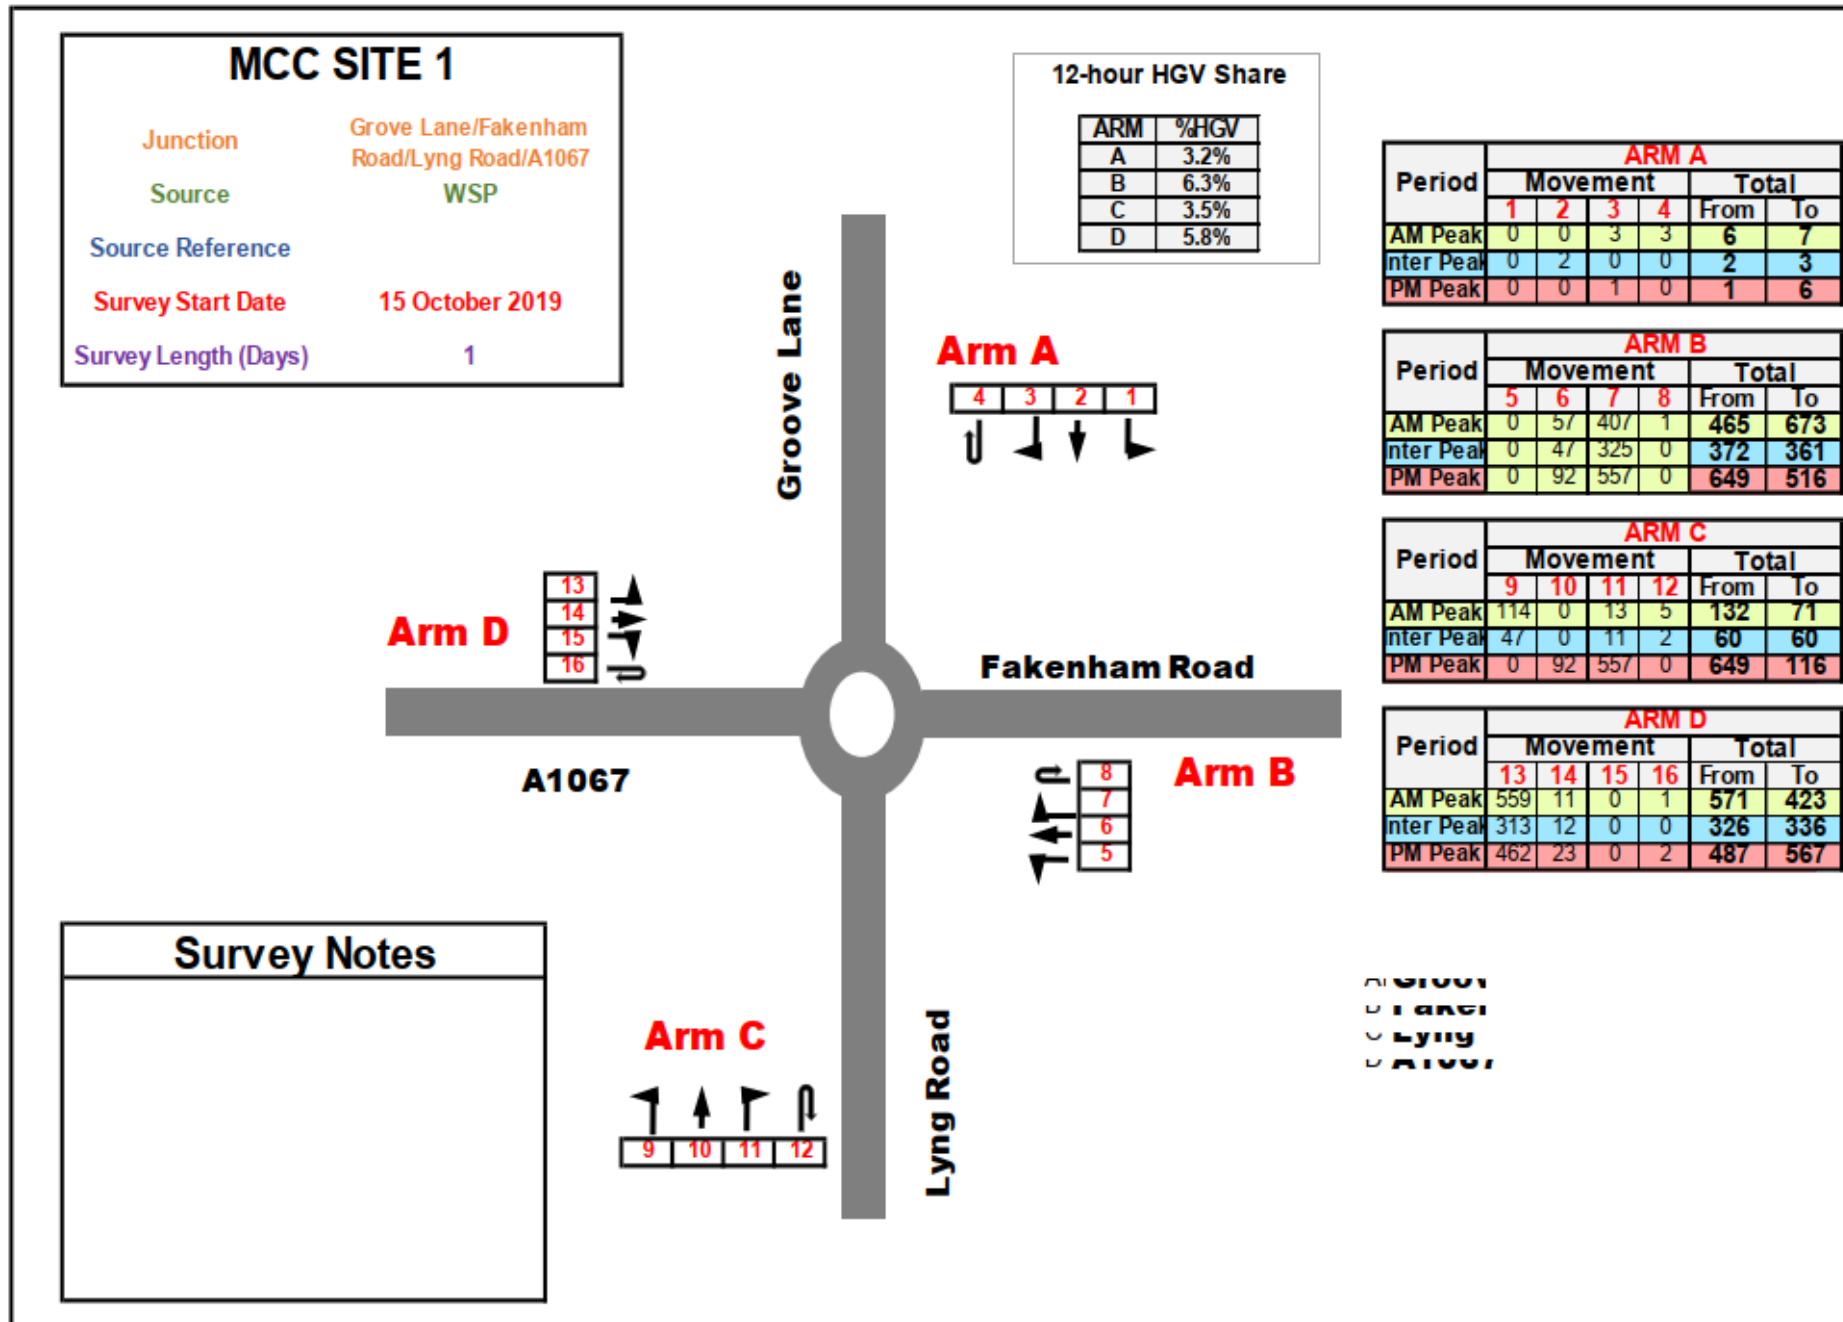 MCC SITE 1
Junction
Grove Lane/Fakenham
Road/Lyng Road/A1067
Source WSP
Source Reference
Survey Start Date 15 October 2019
Survey Length (Days) 1
12-hour HGV Share
ARM %HGV
A 3.2%
B 6.3%
C 3.5%
D 5.8%
Groove Lane
Arm A
4 3 2 1
Arm D
13
14
15
16
Fakenham Road
A1067
Arm B
8
7
6
5
Arm C
9 10 11 12
Lyng Road
Survey Notes
ARM A
Period Movement Total
1 2 3 4 From To
AM Peak 0 0 3 3 6 7
nter Peak 0 2 0 0 2 3
PM Peak 0 0 1 0 1 6
ARM B
Period Movement Total
5 6 7 8 From To
AM Peak 0 57 407 1 465 673
nter Peak 0 47 325 0 372 361
PM Peak 0 92 557 0 649 516
ARM C
Period Movement Total
9 10 11 12 From To
AM Peak 114 0 13 5 132 71
nter Peak 47 0 11 2 60 60
PM Peak 0 92 557 0 649 116
ARM D
Period Movement Total
13 14 15 16 From To
AM Peak 559 11 0 1 571 423
nter Peak 313 12 0 0 326 336
PM Peak 462 23 0 2 487 567
Lyng
A1067